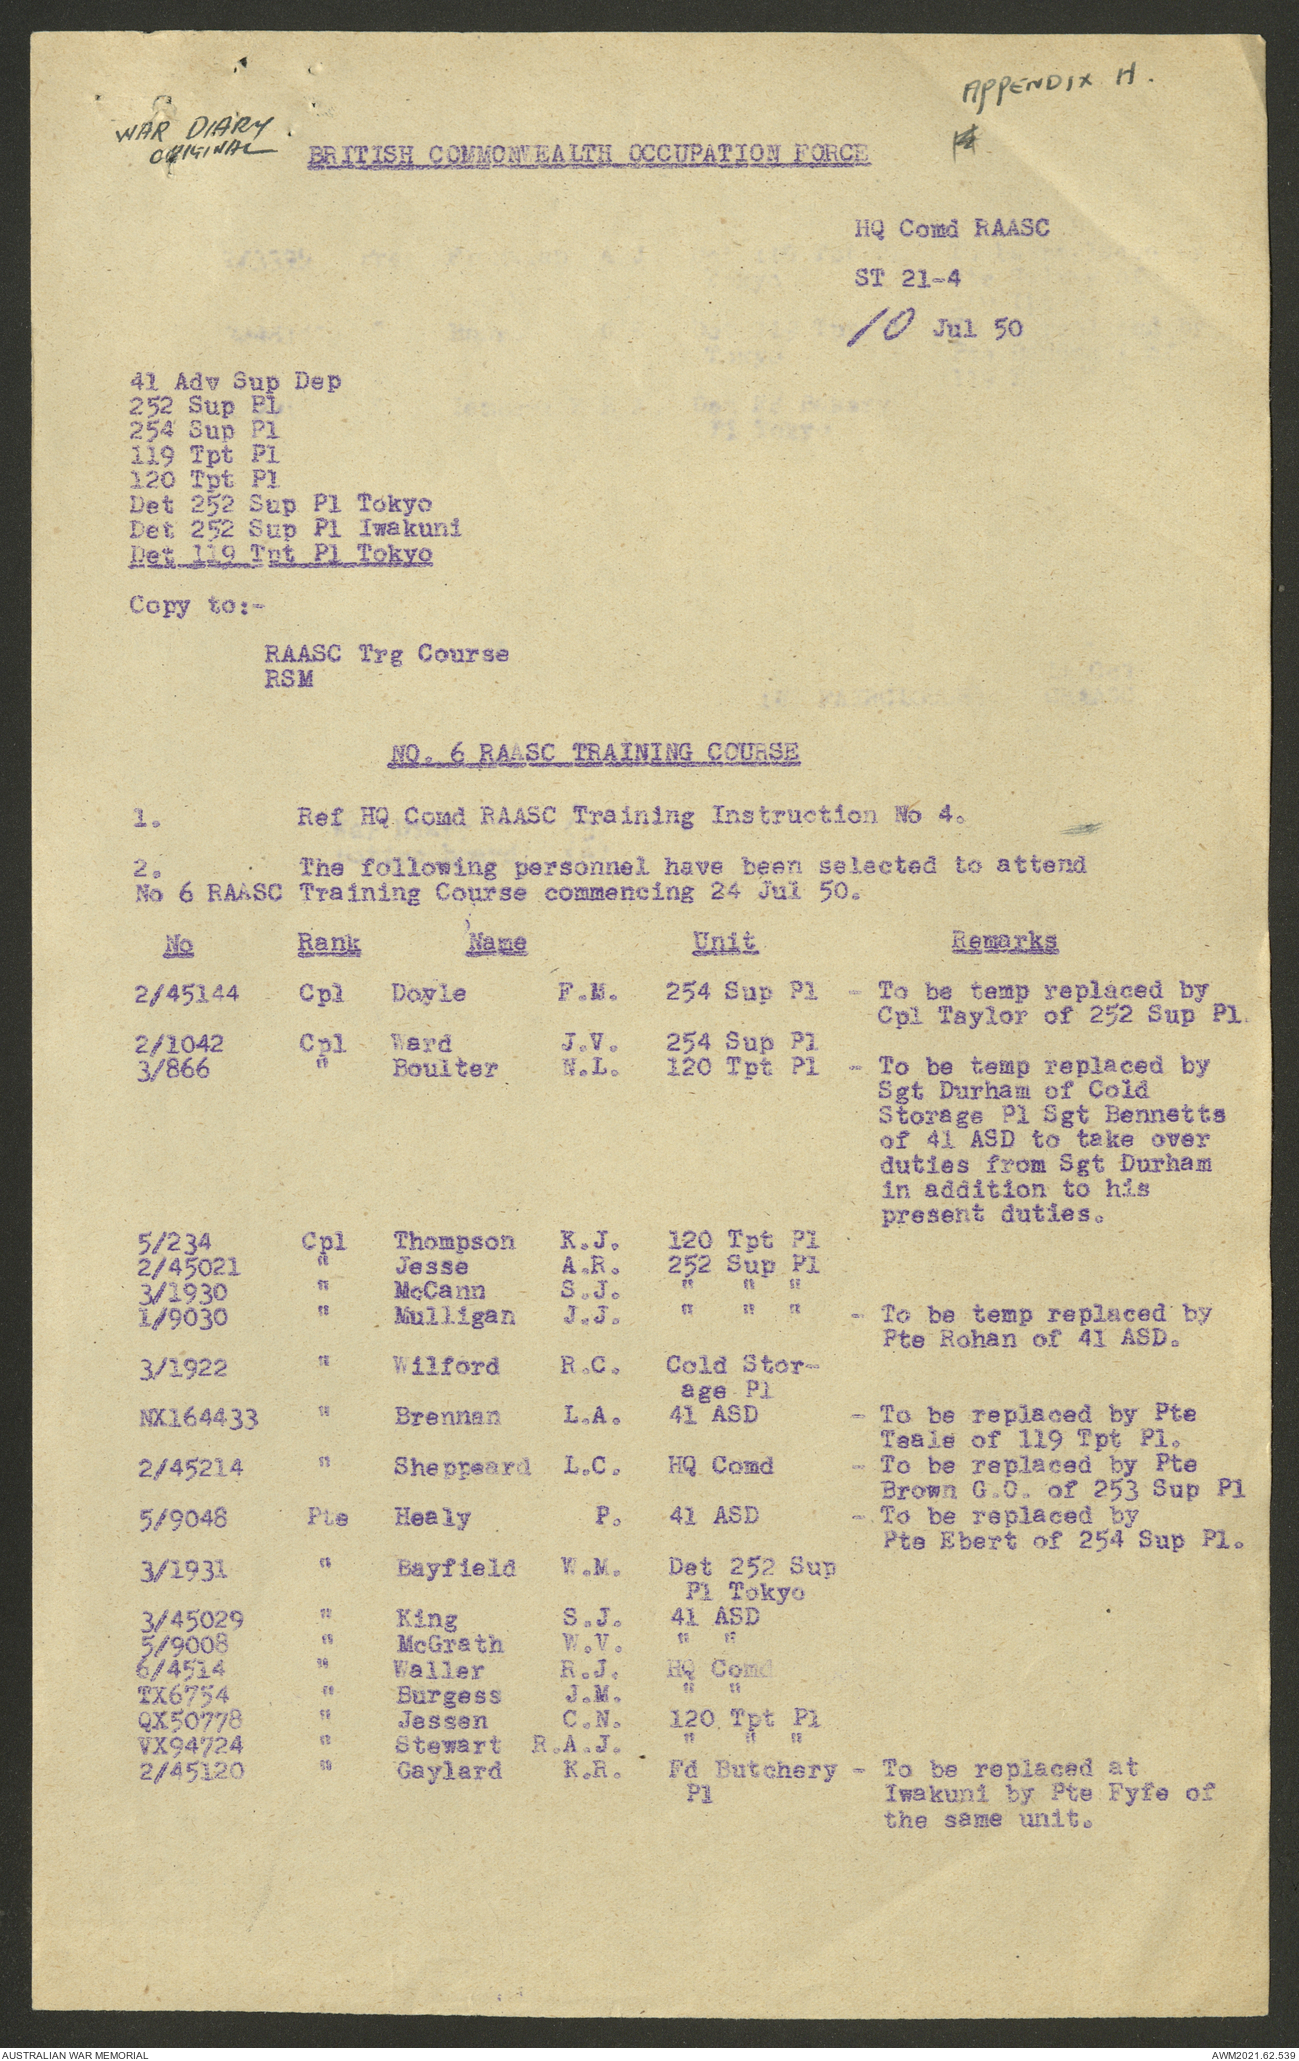 APPENDIX H.
WAR DIARY
ORIGINAL
BRITISH COMMONWEALTH OCCUPATION FORCE
HQ Comd RAASC
ST 21-4
10 Jul 50
41 Adv Sup Dep
252 Sup Pl
254 Sup Pl
119 Tpt Pl
120 Tpt Pl
Det 252 Sup Pl Tokyo
Det 252 Sup Pl Iwakuni
Det 119 Tpt Pl Tokyo
Copy to:-
RAASC Trg Course
RSM
NO. 6 RAASC TRAINING COURSE
1. Ref HQ Comd RAASC Training Instruction No 4.
2. The following personnel have been selected to attend
No 6 RAASC Training Course commencing 24 Jul 50.
No Rank Name Unit Remarks
2/45144 Cpl Doyle F.M. 254 Sup Pl - To be temp replaced by
Cpl Taylor of 252 Sup Pl.
2/1042 Cpl Ward J.V. 254 Sup Pl
3/866 " Boulter N.L. 120 Tpt Pl - To be temp replaced by
Sgt Durham of Cold
Storage Pl Sgt Bennetts
of 41 ASD to take over
duties from Sgt Durham
in addition to his
present duties.
5/234 Cpl Thompson K.J. 120 Tpt Pl
2/45021 " Jesse A.R. 252 Sup Pl
3/1930 " McCann S.J. " " "
1/9030 " Mulligan J.J. " " " - To be temp replaced by
Pte Rohan of 41 ASD.
3/1922 " Wilford R.C. Cold Stor-
age Pl
NX164433 " Brennan L.A. 41 ASD - To be replaced by Pte
Teale of 119 Tpt Pl.
2/45214 " Sheppeard L.C. HQ Comd - To be replaced by Pte
Brown G.O. of 253 Sup Pl
5/9048 Pte Healy P. 41 ASD - To be replaced by
Pte Ebert of 254 Sup Pl.
3/1931 " Bayfield W.M. Det 252 Sup
Pl Tokyo
3/45029 " King S.J. 41 ASD
5/9008 " McGrath W.V. " "
6/4514 " Waller R.J. HQ Comd
TX6754 " Burgess J.M. " "
QX50778 " Jessen C.N. 120 Tpt Pl
VX94724 " Stewart R.A.J. " " "
2/45120 " Gaylard K.R. Fd Butchery - To be replaced at
Pl Iwakuni by Pte Fyfe of
the same unit.
AUSTRALIAN WAR MEMORIAL AWM2021.62.539